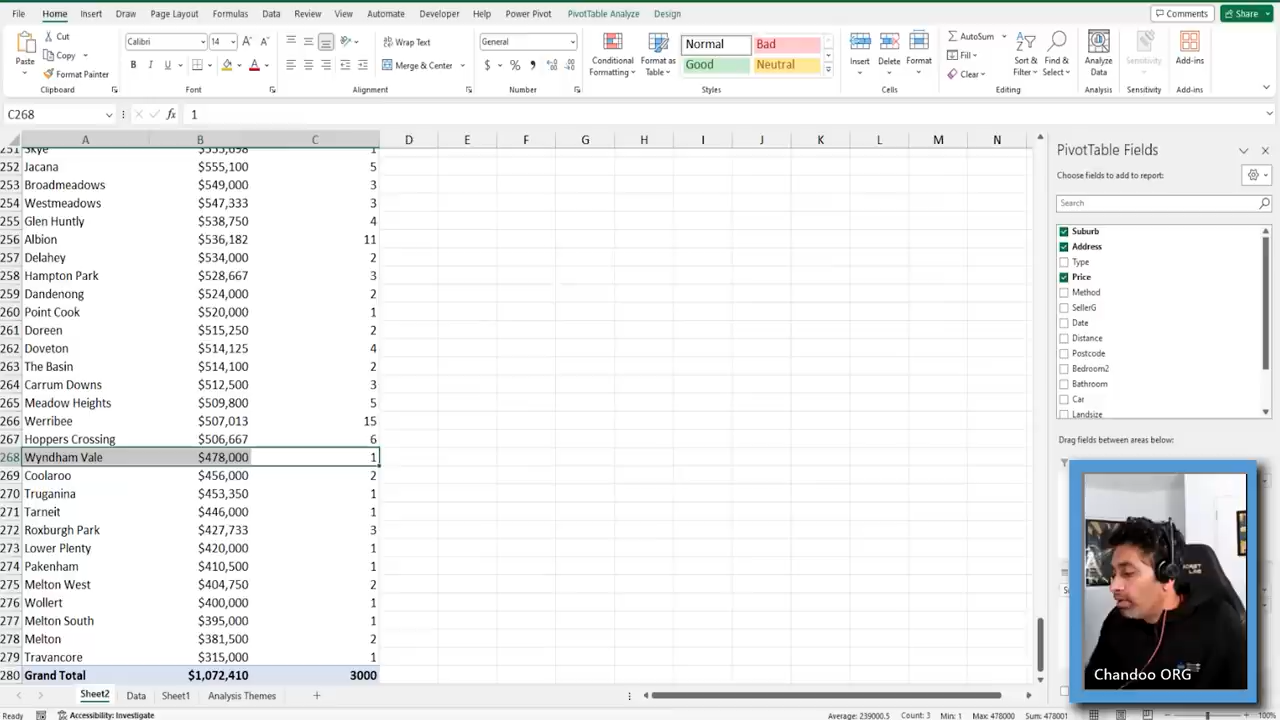 File Home Insert Draw Page Layout Formulas Data Review View Automate Developer Help Power Pivot PivotTable Analyze Design Comments Share
Paste Cut Copy Format Painter Clipboard
Calibri 14 B I U Font
Wrap Text Merge & Center Alignment
General $ % Number
Conditional Formatting Format as Table Normal Bad Good Neutral Styles
Insert Delete Format Cells
AutoSum Fill Clear Sort & Filter Find & Select Editing
Analyze Data Analysis Sensitivity Sensitivity Add-ins Add-ins
C268 fx 1
A B C D E F G H I J K L M N
251 Skye $555,698 1
252 Jacana $555,100 5
253 Broadmeadows $549,000 3
254 Westmeadows $547,333 3
255 Glen Huntly $538,750 4
256 Albion $536,182 11
257 Delahey $534,000 2
258 Hampton Park $528,667 3
259 Dandenong $524,000 2
260 Point Cook $520,000 1
261 Doreen $515,250 2
262 Doveton $514,125 4
263 The Basin $514,100 2
264 Carrum Downs $512,500 3
265 Meadow Heights $509,800 5
266 Werribee $507,013 15
267 Hoppers Crossing $506,667 6
268 Wyndham Vale $478,000 1
269 Coolaroo $456,000 2
270 Truganina $453,350 1
271 Tarneit $446,000 1
272 Roxburgh Park $427,733 3
273 Lower Plenty $420,000 1
274 Pakenham $410,500 1
275 Melton West $404,750 2
276 Wollert $400,000 1
277 Melton South $395,000 1
278 Melton $381,500 2
279 Travancore $315,000 1
280 Grand Total $1,072,410 3000
PivotTable Fields
Choose fields to add to report:
Search
Suburb
Address
Type
Price
Method
SellerG
Date
Distance
Postcode
Bedroom2
Bathroom
Car
Landsize
Drag fields between areas below:
Chandoo ORG
Sheet2 Data Sheet1 Analysis Themes
Ready Accessibility: Investigate Average: 239000.5 Count: 3 Min: 1 Max: 478000 Sum: 478001 100%